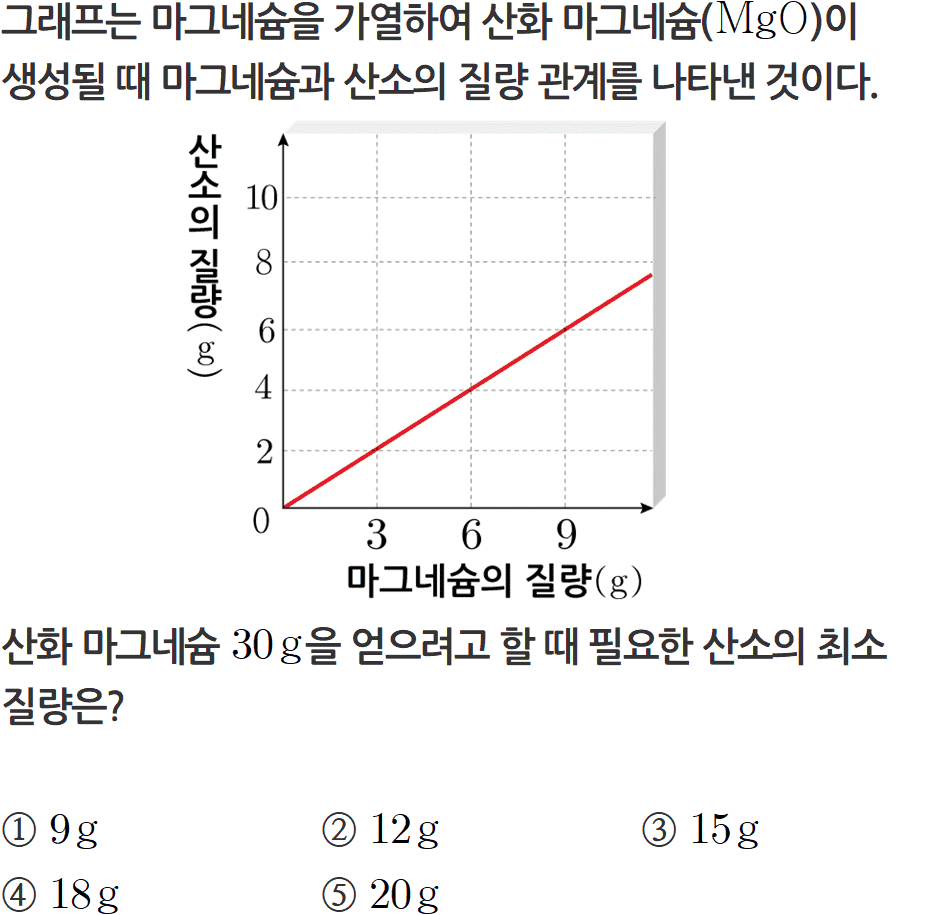 그래프는 마그네슘을 가열하여 산화 마그네슘(MgO)이
생성될 때 마그네슘과 산소의 질량 관계를 나타낸 것이다.
산소의 질량(g)
10
8
6
4
2
0
3 6 9
마그네슘의 질량(g)
산화 마그네슘 30 g을 얻으려고 할 때 필요한 산소의 최소
질량은?
① 9 g ② 12 g ③ 15 g
④ 18 g ⑤ 20 g